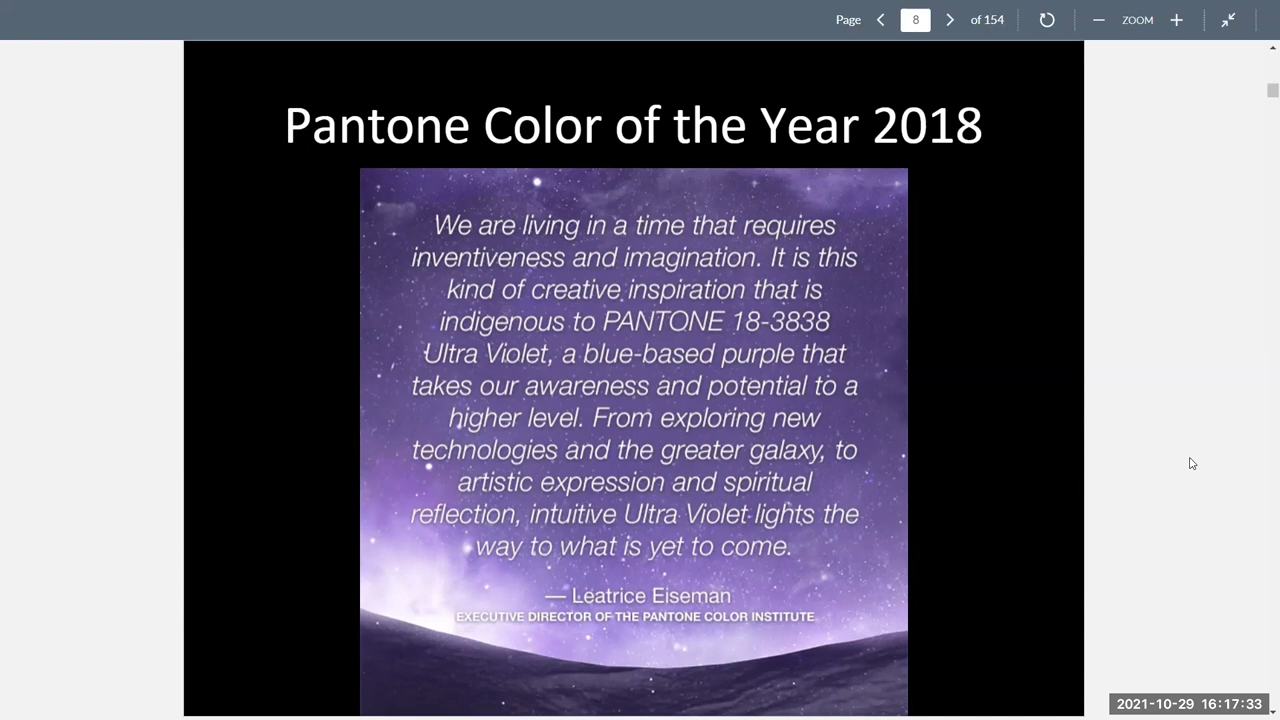 Page 8 of 154 ZOOM
Pantone Color of the Year 2018
We are living in a time that requires
inventiveness and imagination. It is this
kind of creative inspiration that is
indigenous to PANTONE 18-3838
Ultra Violet, a blue-based purple that
takes our awareness and potential to a
higher level. From exploring new
technologies and the greater galaxy, to
artistic expression and spiritual
reflection, intuitive Ultra Violet lights the
way to what is yet to come.
— Leatrice Eiseman
EXECUTIVE DIRECTOR OF THE PANTONE COLOR INSTITUTE
2021-10-29 16:17:33